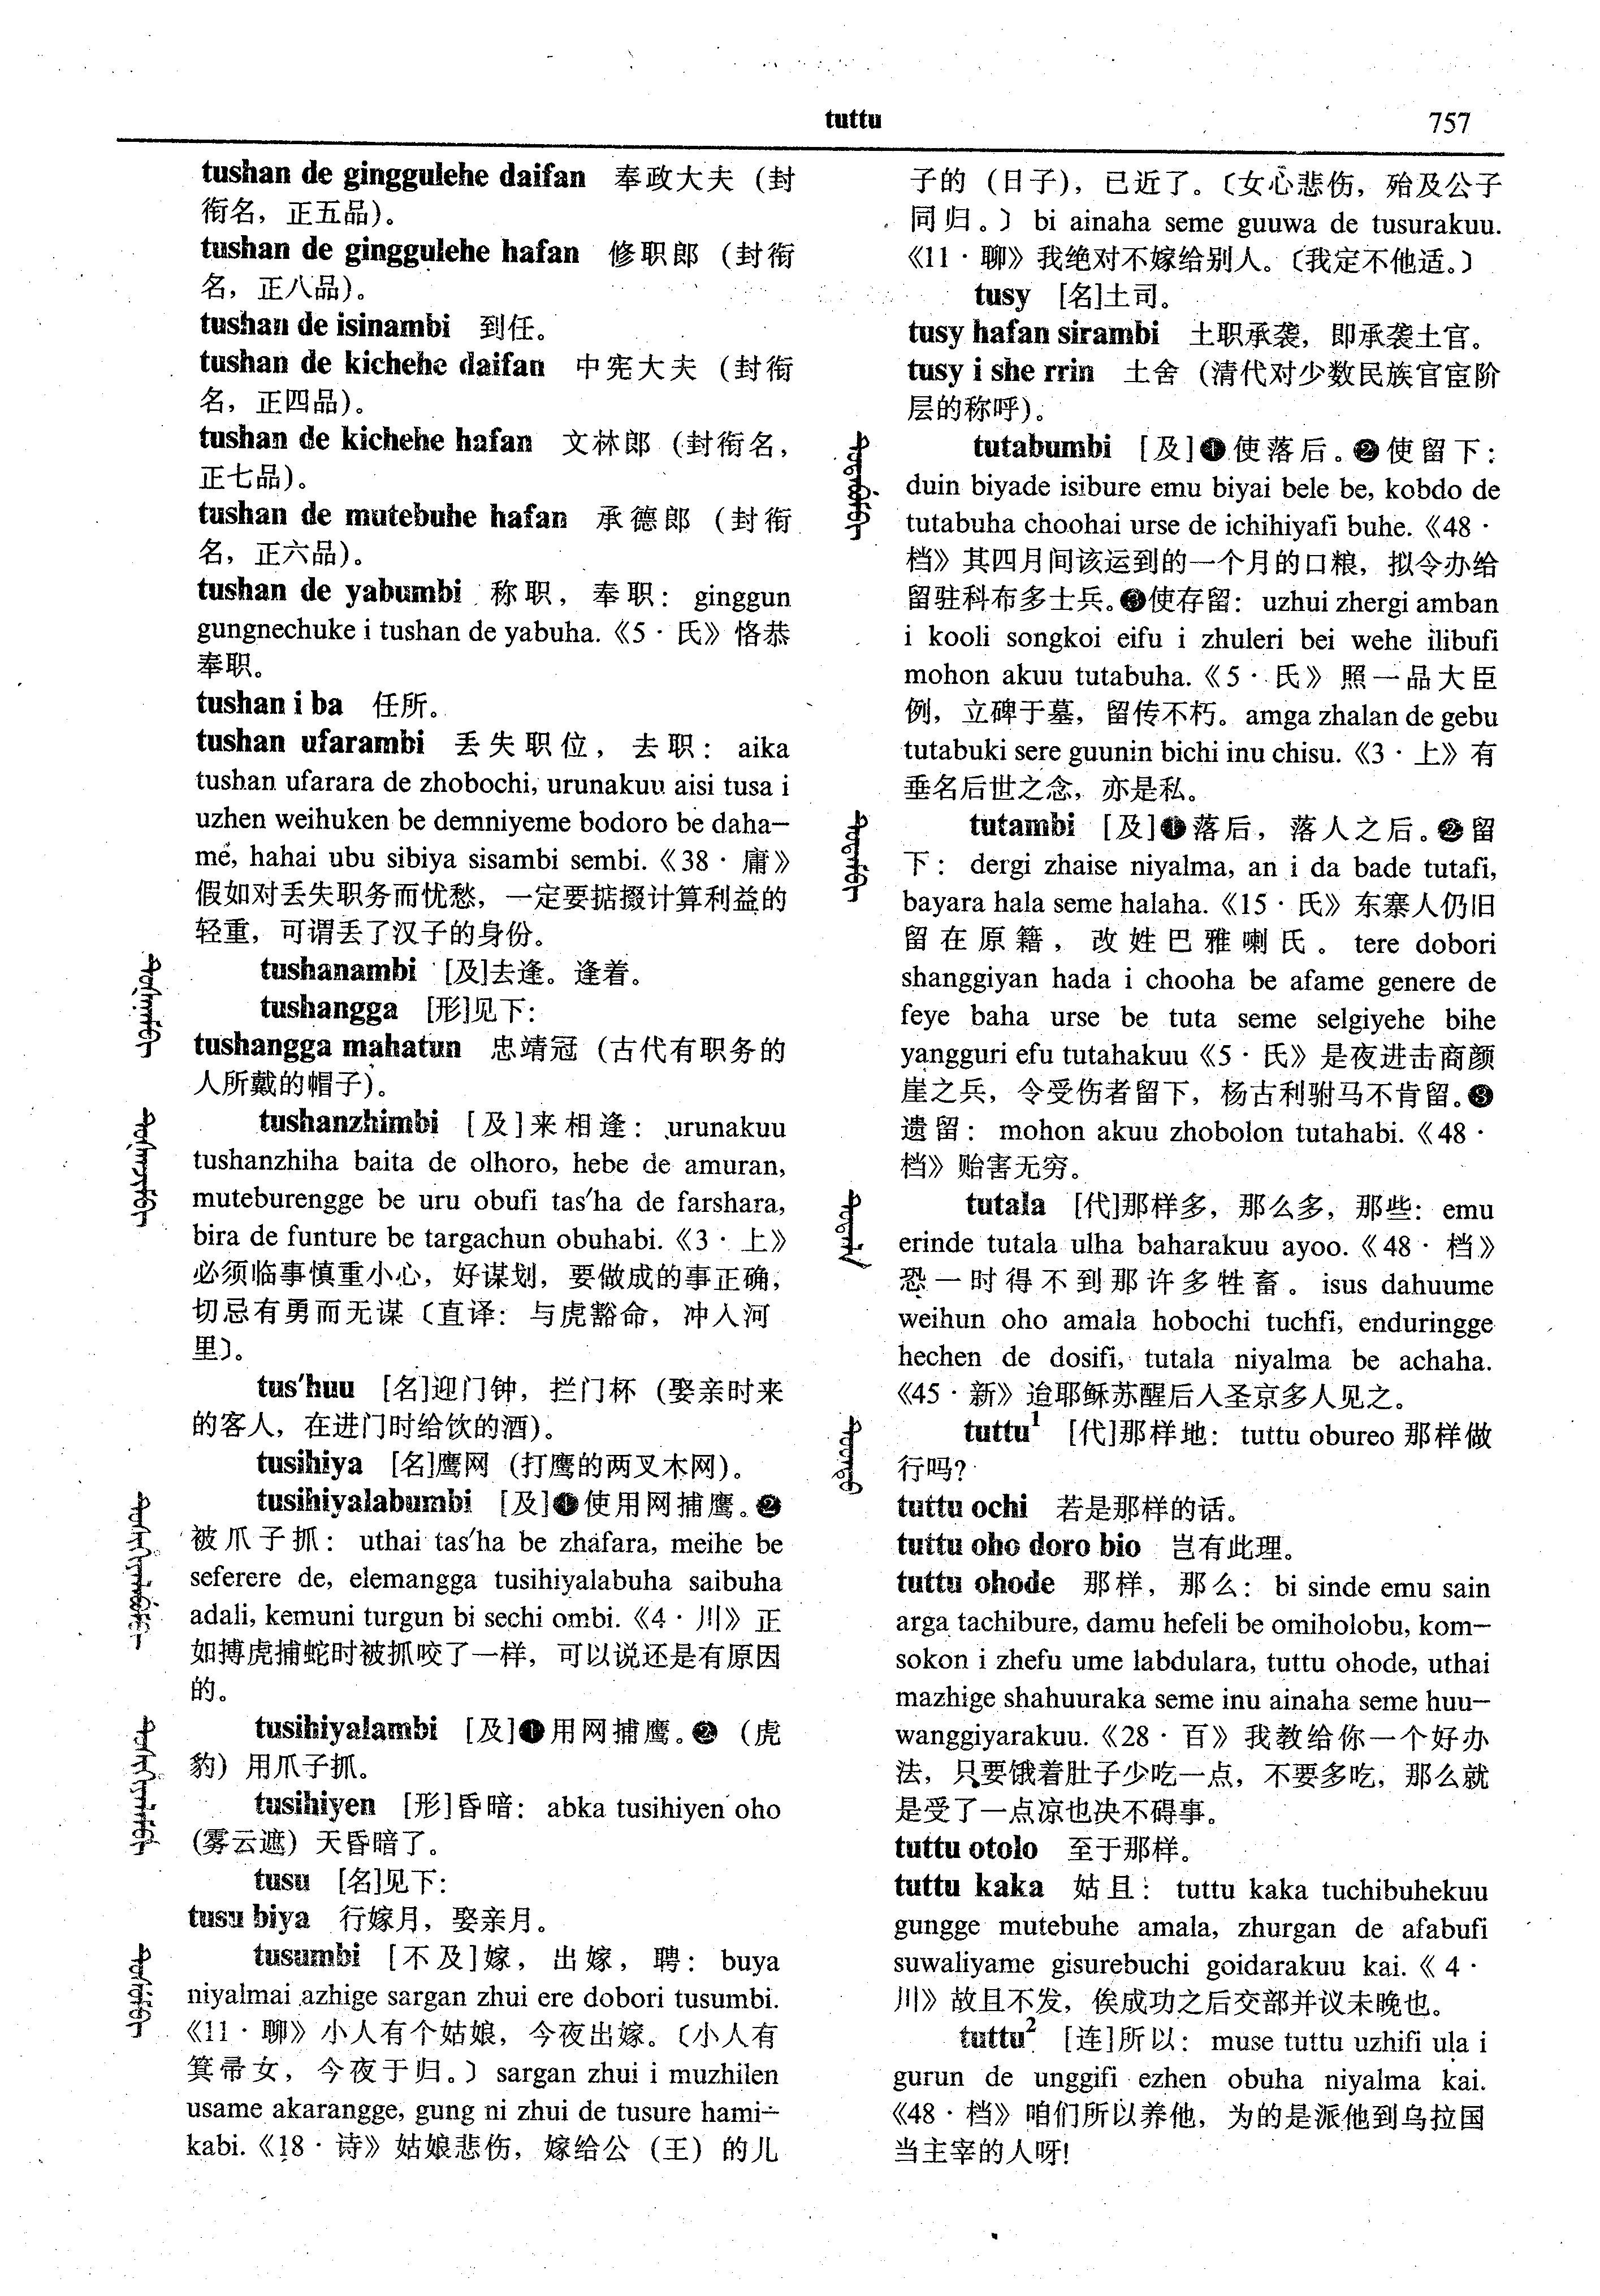 tuttu
757
tushan de ginggulehe daifan 奉政大夫（封
衔名，正五品）。
tushan de ginggulehe hafan 修职郎（封衔
名，正八品）。
tushan de isinambi 到任。
tushan de kichehe daifan 中宪大夫（封衔
名，正四品）。
tushan de kichehe hafan 文林郎（封衔名，
正七品）。
tushan de mutebuhe hafan 承德郎（封衔
名，正六品）。
tushan de yabumbi 称职，奉职：ginggun
gungnechuke i tushan de yabuha.《5·氏》恪恭
奉职。
tushan i ba 任所。
tushan ufarambi 丢失职位，去职：aika
tushan ufarara de zhobochi, urunakuu aisi tusa i
uzhen weihuken be demniyeme bodoro be daha-
me, hahai ubu sibiya sisambi sembi.《38·庸》
假如对丢失职务而忧愁，一定要掂掇计算利益的
轻重，可谓丢了汉子的身份。
tushanambi [及]去逢。逢着。
tushangga [形]见下：
tushangga mahatun 忠靖冠（古代有职务的
人所戴的帽子）。
tushanzhimbi [及]来相逢：urunakuu
tushanzhiha baita de olhoro, hebe de amuran,
muteburengge be uru obufi tas'ha de farshara,
bira de funture be targachun obuhabi.《3·上》
必须临事慎重小心，好谋划，要做成的事正确，
切忌有勇而无谋〔直译：与虎豁命，冲入河
里〕。
tus'huu [名]迎门钟，拦门杯（娶亲时来
的客人，在进门时给饮的酒）。
tusihiya [名]鹰网（打鹰的两叉木网）。
tusihiyalabumbi [及]❶使用网捕鹰。❷
被爪子抓：uthai tas'ha be zhafara, meihe be
seferere de, elemangga tusihiyalabuha saibuha
adali, kemuni turgun bi sechi ombi.《4·川》正
如搏虎捕蛇时被抓咬了一样，可以说还是有原因
的。
tusihiyalambi [及]❶用网捕鹰。❷（虎
豹）用爪子抓。
tusihiyen [形]昏暗：abka tusihiyen oho
（雾云遮）天昏暗了。
tusu [名]见下：
tusu biya 行嫁月，娶亲月。
tusumbi [不及]嫁，出嫁，聘：buya
niyalmai azhige sargan zhui ere dobori tusumbi.
《11·聊》小人有个姑娘，今夜出嫁。〔小人有
箕帚女，今夜于归。〕sargan zhui i muzhilen
usame akarangge, gung ni zhui de tusure hami-
kabi.《18·诗》姑娘悲伤，嫁给公（王）的儿
子的（日子），已近了。〔女心悲伤，殆及公子
同归。〕bi ainaha seme guuwa de tusurakuu.
《11·聊》我绝对不嫁给别人。〔我定不他适。〕
tusy [名]土司。
tusy hafan sirambi 土职承袭，即承袭土官。
tusy i she rrin 土舍（清代对少数民族官宦阶
层的称呼）。
tutabumbi [及]❶使落后。❷使留下：
duin biyade isibure emu biyai bele be, kobdo de
tutabuha choohai urse de ichihiyafi buhe.《48·
档》其四月间该运到的一个月的口粮，拟令办给
留驻科布多士兵。❸使存留：uzhui zhergi amban
i kooli songkoi eifu i zhuleri bei wehe ilibufi
mohon akuu tutabuha.《5·氏》照一品大臣
例，立碑于墓，留传不朽。amga zhalan de gebu
tutabuki sere guunin bichi inu chisu.《3·上》有
垂名后世之念，亦是私。
tutambi [及]❶落后，落人之后。❷留
下：dergi zhaise niyalma, an i da bade tutafi,
bayara hala seme halaha.《15·氏》东寨人仍旧
留在原籍，改姓巴雅喇氏。tere dobori
shanggiyan hada i chooha be afame genere de
feye baha urse be tuta seme selgiyehe bihe
yangguri efu tutahakuu《5·氏》是夜进击商颜
崖之兵，令受伤者留下，杨古利驸马不肯留。❸
遗留：mohon akuu zhobolon tutahabi.《48·
档》贻害无穷。
tutala [代]那样多，那么多，那些：emu
erinde tutala ulha baharakuu ayoo.《48·档》
恐一时得不到那许多牲畜。isus dahuume
weihun oho amala hobochi tuchfi, enduringge
hechen de dosifi, tutala niyalma be achaha.
《45·新》迨耶稣苏醒后入圣京多人见之。
tuttu¹ [代]那样地：tuttu obureo 那样做
行吗？
tuttu ochi 若是那样的话。
tuttu oho doro bio 岂有此理。
tuttu ohode 那样，那么：bi sinde emu sain
arga tachibure, damu hefeli be omiholobu, kom-
sokon i zhefu ume labdulara, tuttu ohode, uthai
mazhige shahuuraka seme inu ainaha seme huu-
wanggiyarakuu.《28·百》我教给你一个好办
法，只要饿着肚子少吃一点，不要多吃，那么就
是受了一点凉也决不碍事。
tuttu otolo 至于那样。
tuttu kaka 姑且：tuttu kaka tuchibuhekuu
gungge mutebuhe amala, zhurgan de afabufi
suwaliyame gisurebuchi goidarakuu kai.《4·
川》故且不发，俟成功之后交部并议未晚也。
tuttu² [连]所以：muse tuttu uzhifi ula i
gurun de unggifi ezhen obuha niyalma kai.
《48·档》咱们所以养他，为的是派他到乌拉国
当主宰的人呀！